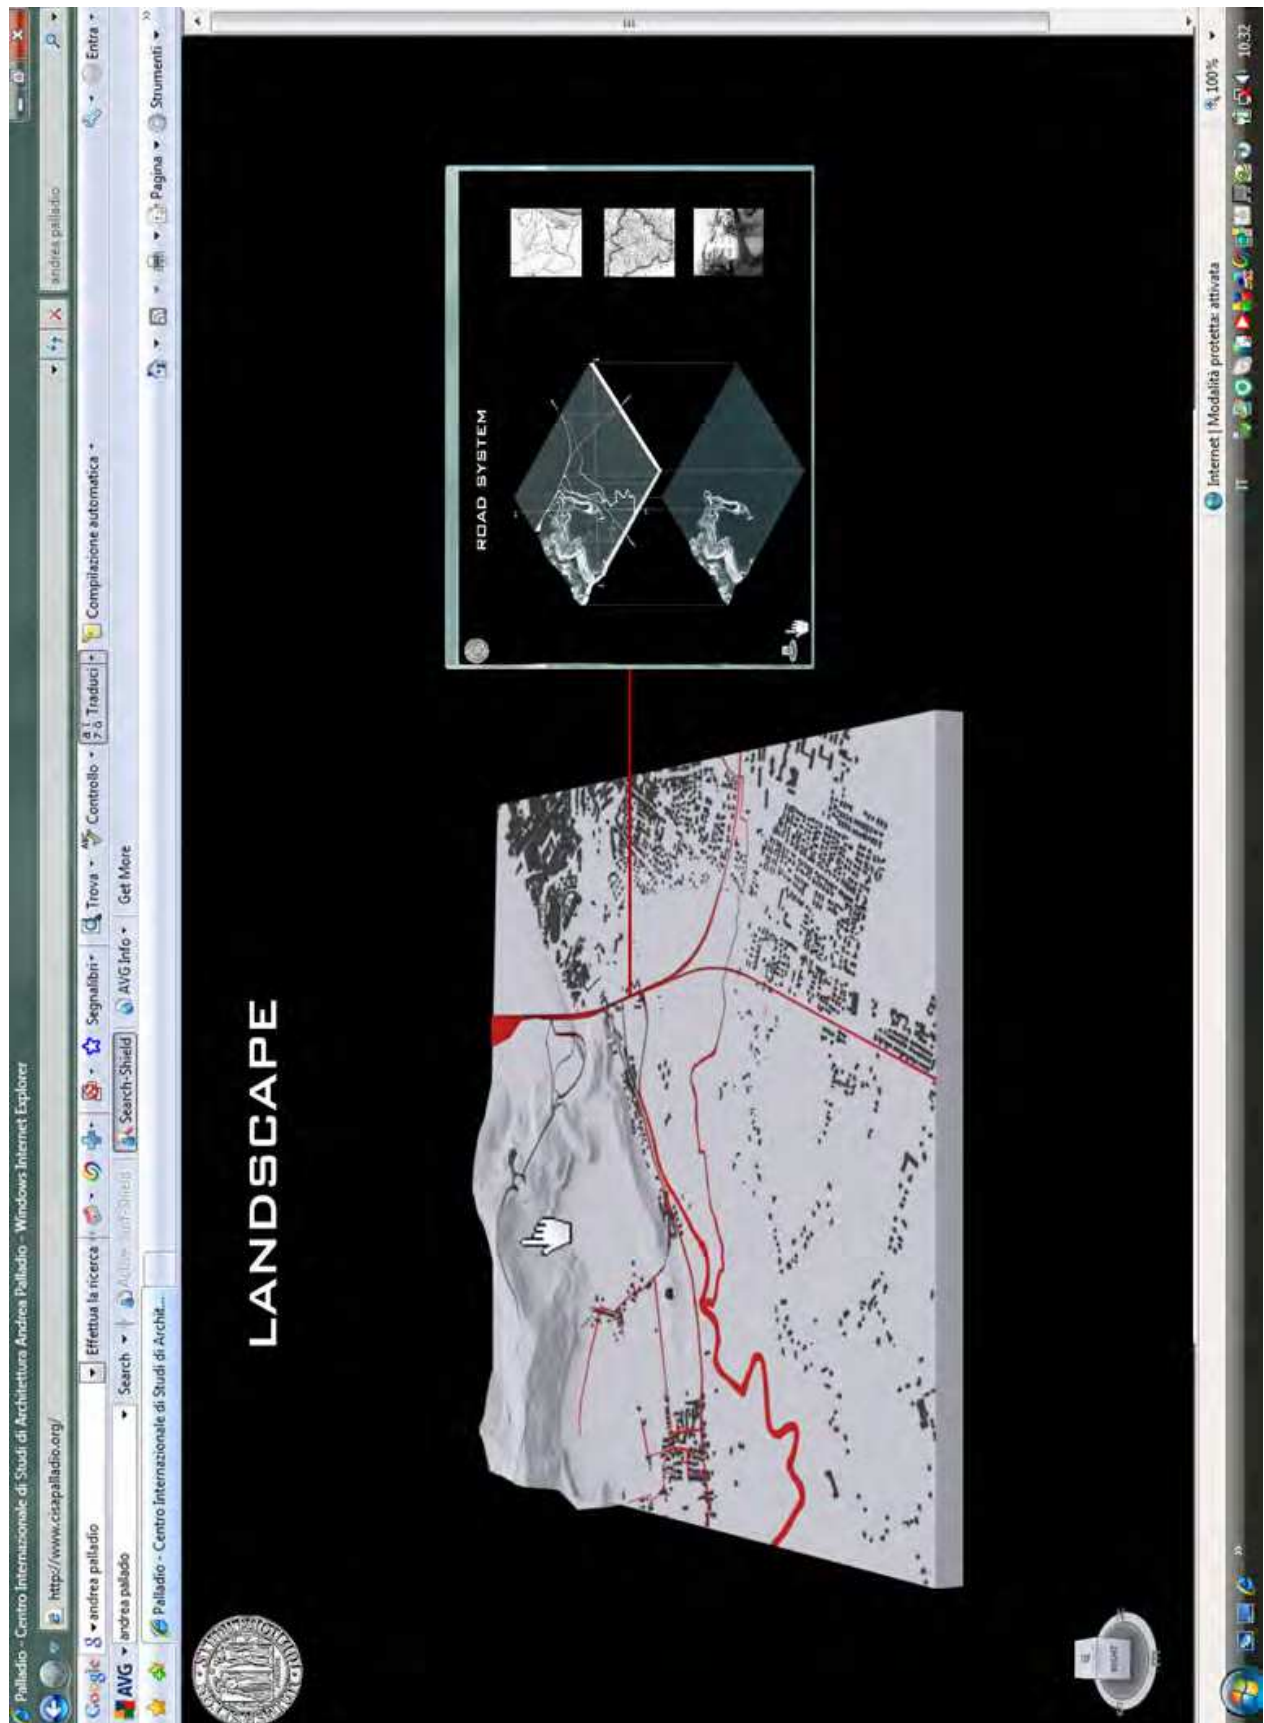 Palladio - Centro Internazionale di Studi di Architettura Andrea Palladio - Windows Internet Explorer
http://www.cisapalladio.org/
andrea palladio
Google
andrea palladio
Effettua la ricerca
Segnalibri
Trova
Controllo
Traduci
Compilazione automatica
Entra
AVG
andrea palladio
Search
Search-Shield
AVG Info
Get More
Palladio - Centro Internazionale di Studi di Archit...
Pagina
Strumenti
LANDSCAPE
ROAD SYSTEM
RIGHT
Internet | Modalità protetta: attivata
100%
10.32